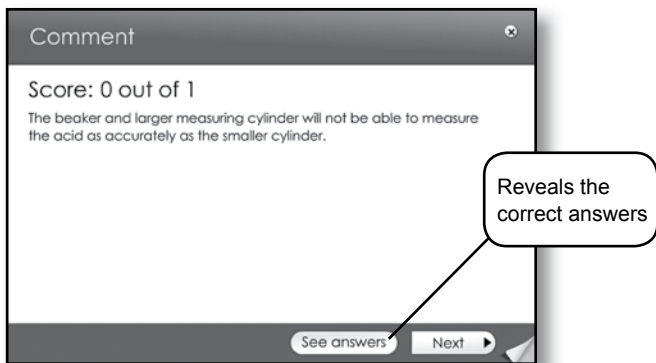 Comment
Score: 0 out of 1
The beaker and larger measuring cylinder will not be able to measure
the acid as accurately as the smaller cylinder.
Reveals the
correct answers
See answers
Next